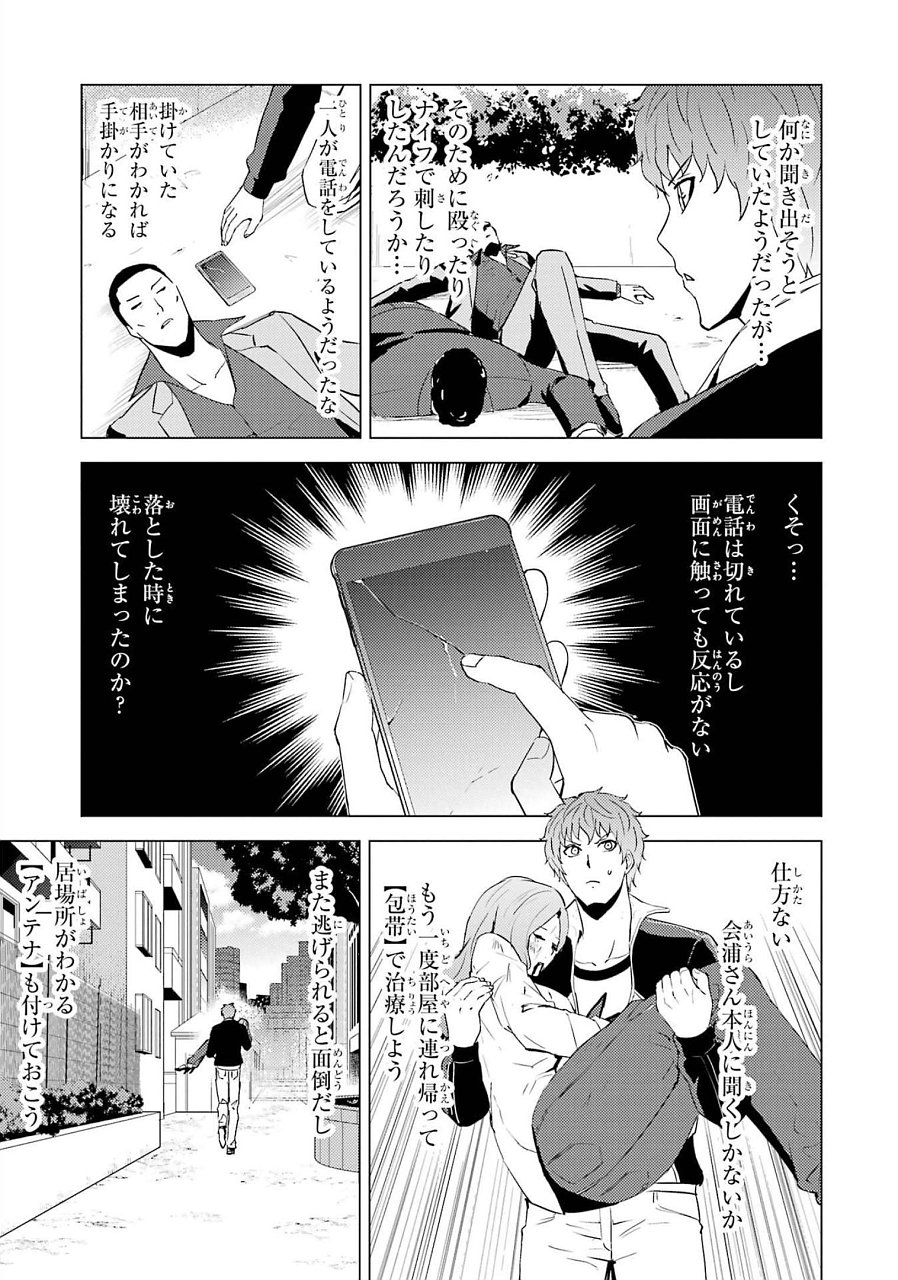 何か聞き出そうと
していたようだったが…
そのために殴ったり
ナイフで刺したり
したんだろうか…
一人が電話をしているようだったな
掛けていた
相手がわかれば
手掛かりになる
くそっ…
電話は切れているし
画面に触っても反応がない
落とした時に
壊れてしまったのか?
仕方ない
会浦さん本人に聞くしかないか
もう一度部屋に連れ帰って
【包帯】で治療しよう
また逃げられると面倒だし
居場所がわかる
【アンテナ】も付けておこう